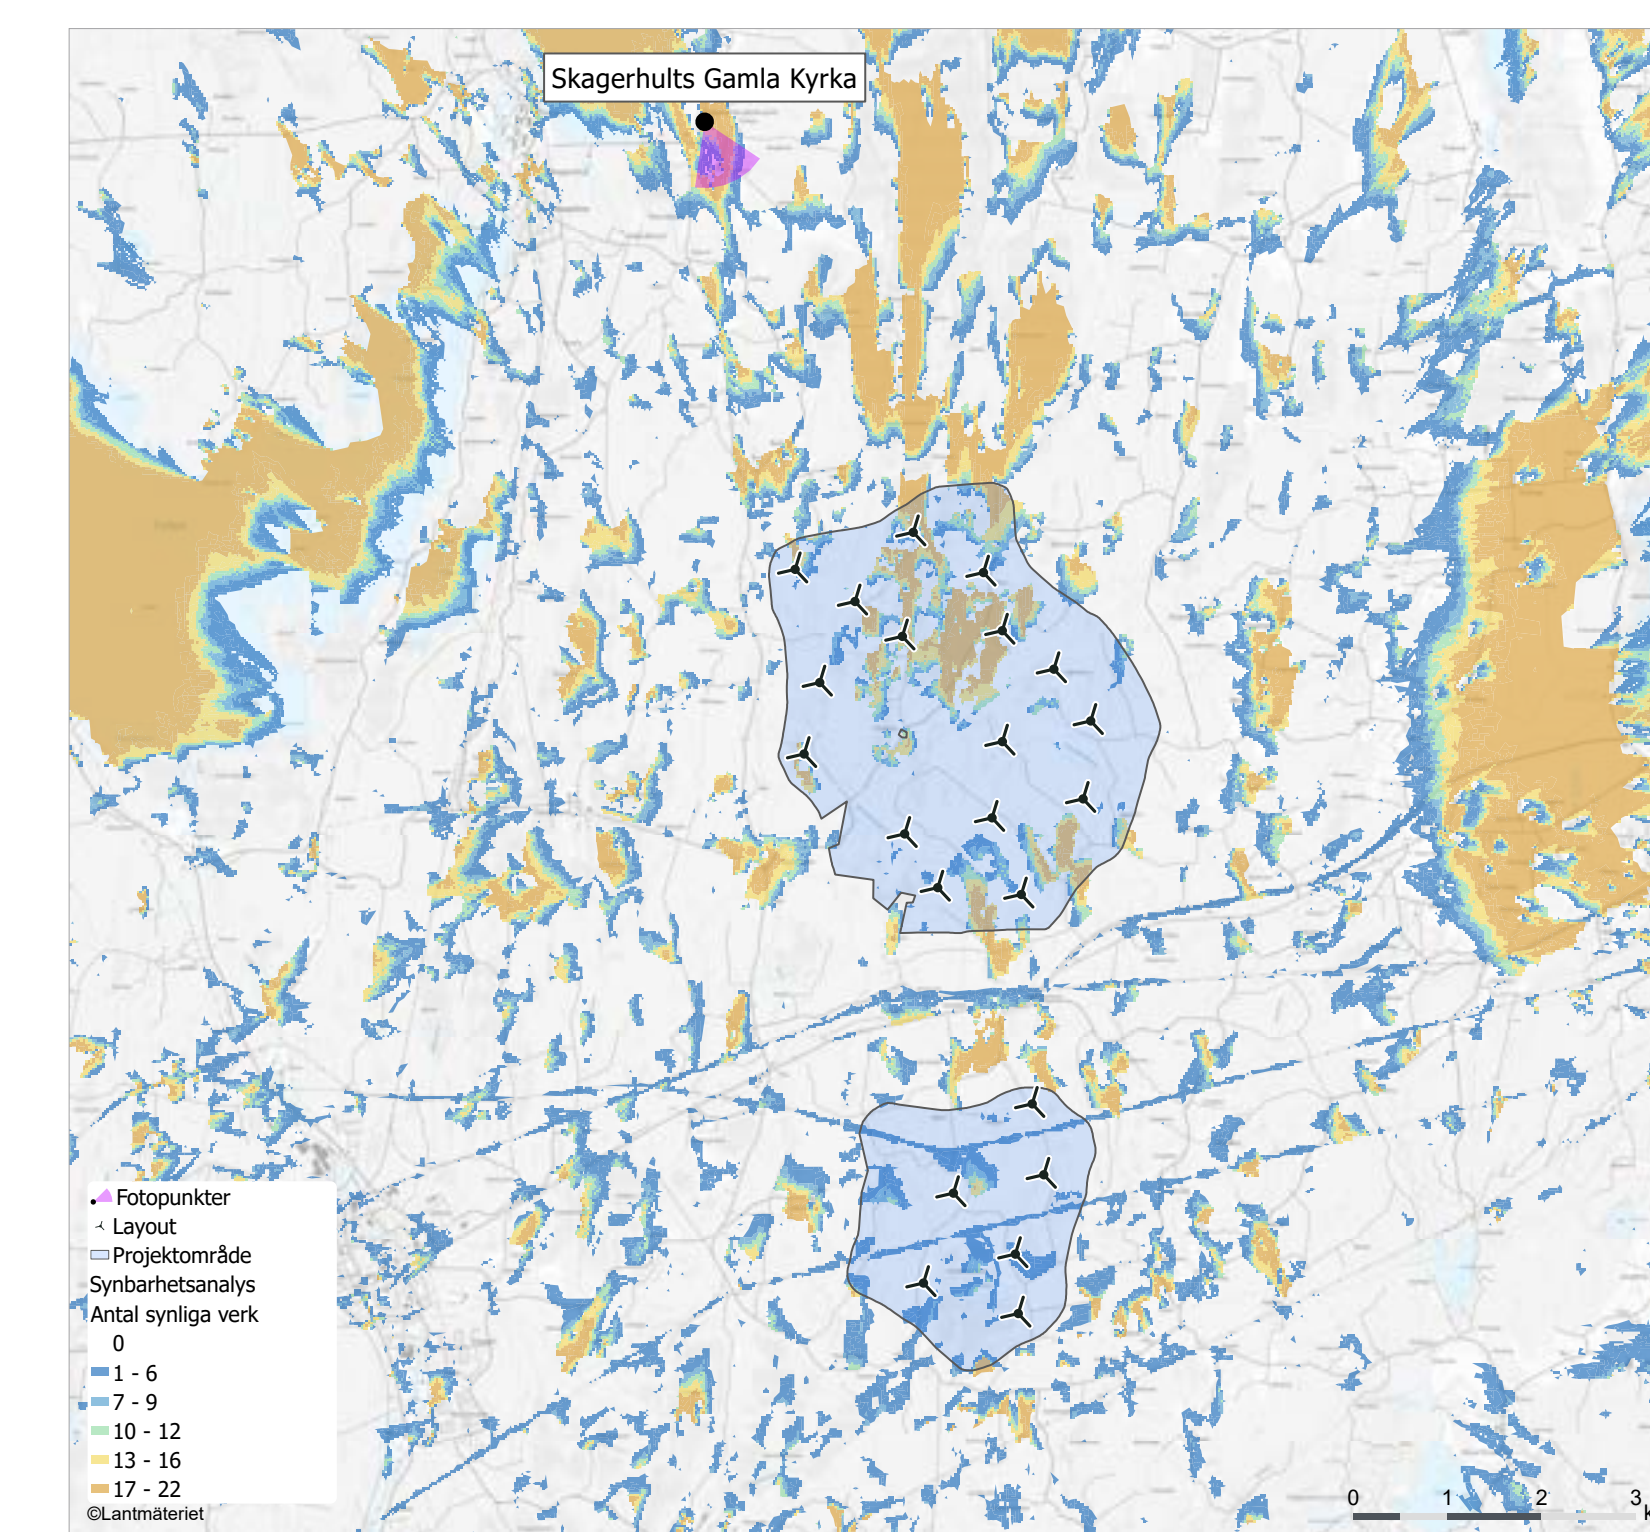 Skagerhults Gamla Kyrka
Fotopunkter
Layout
Projektområde
Synbarhetsanalys
Antal synliga verk
0
1 - 6
7 - 9
10 - 12
13 - 16
17 - 22
©Lantmäteriet
0 1 2 3